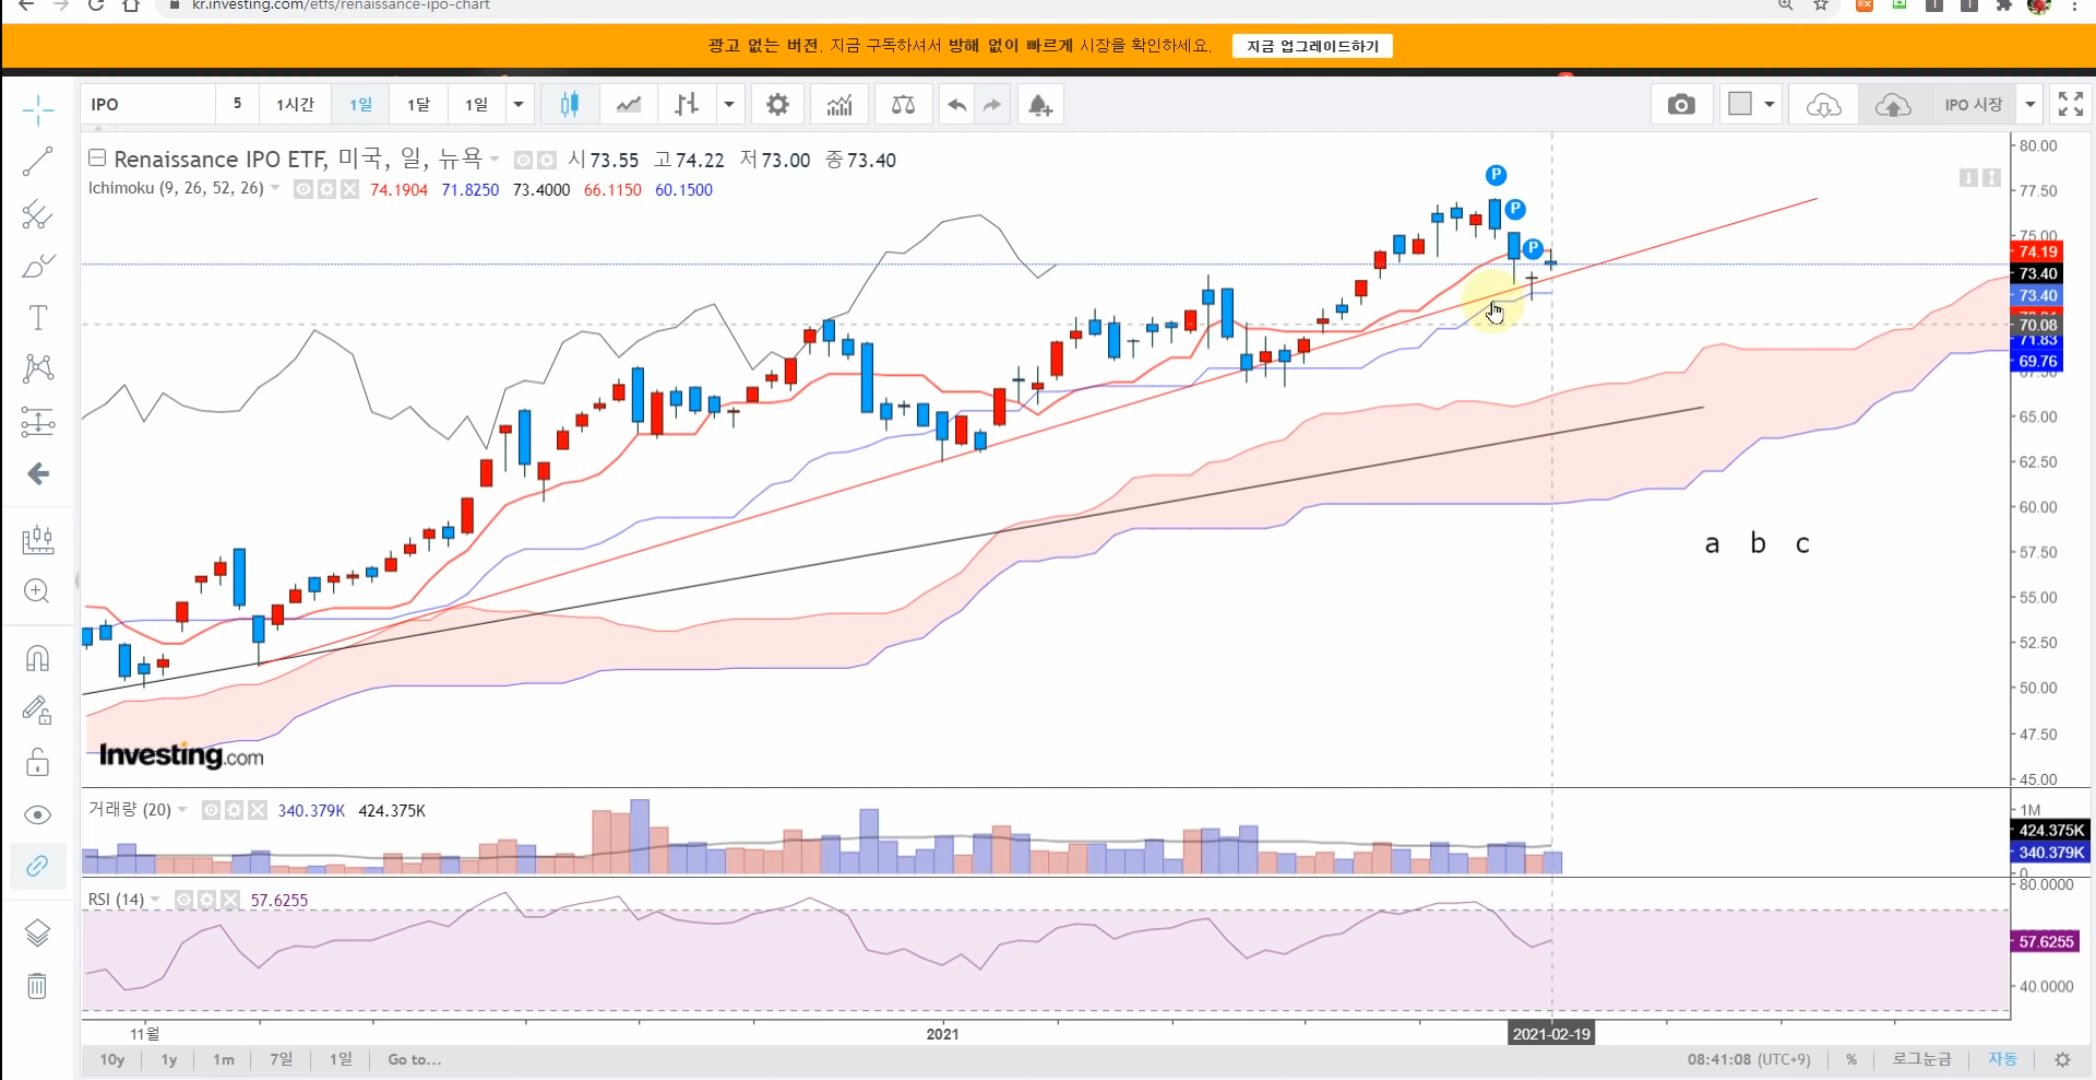 kr.investing.com/etfs/renaissance-ipo-chart
광고 없는 버전. 지금 구독하셔서 방해 없이 빠르게 시장을 확인하세요. 지금 업그레이드하기
IPO 5 1시간 1일 1달 1일 IPO 시장
Renaissance IPO ETF, 미국, 일, 뉴욕 시 73.55 고 74.22 저 73.00 종 73.40
Ichimoku (9, 26, 52, 26) 74.1904 71.8250 73.4000 66.1150 60.1500
P
P
P
80.00
77.50
75.00
74.19
73.40
73.40
70.08
71.83
69.76
65.00
62.50
60.00
57.50
55.00
52.50
50.00
47.50
45.00
a b c
Investing.com
거래량 (20) 340.379K 424.375K
1M
424.375K
340.379K
0
RSI (14) 57.6255
80.0000
57.6255
40.0000
11월 2021 2021-02-19
10y 1y 1m 7일 1일 Go to... 08:41:08 (UTC+9) % 로그눈금 자동